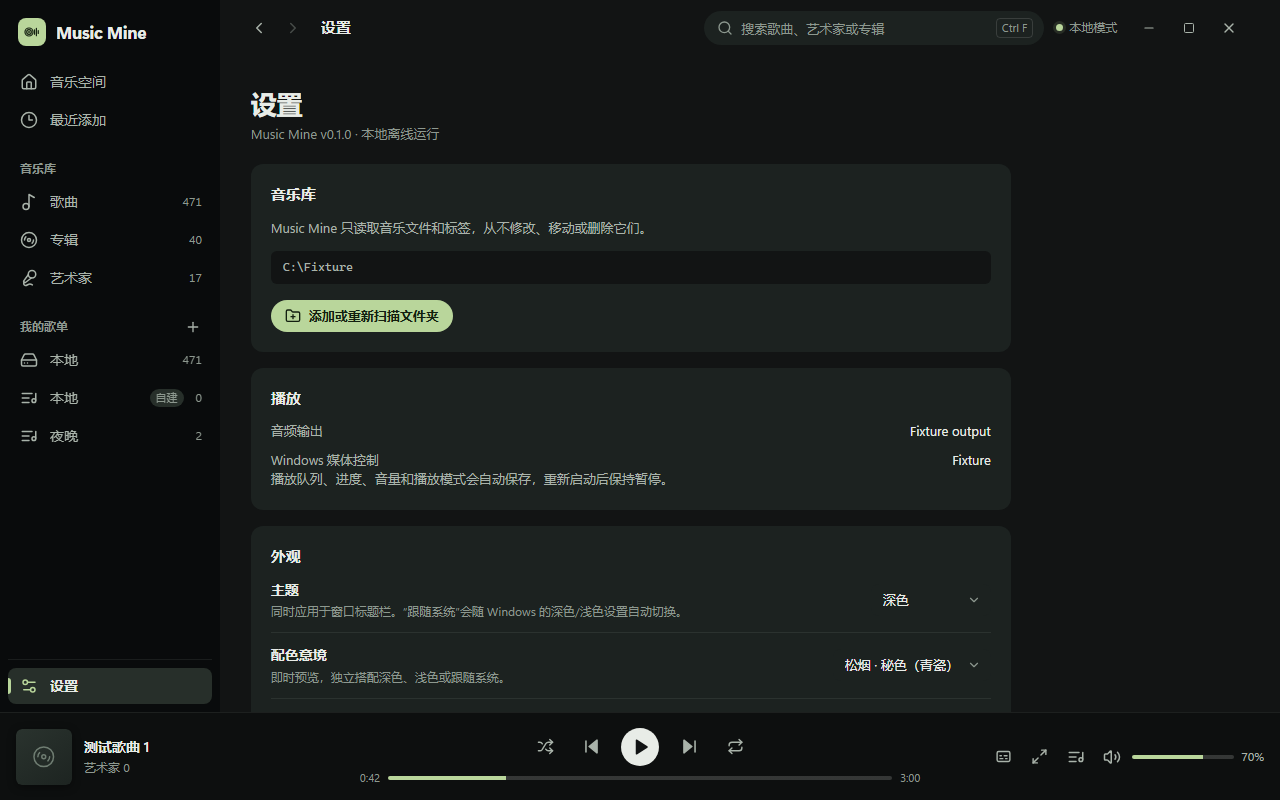 Music Mine
音乐空间
最近添加
音乐库
歌曲 471
专辑 40
艺术家 17
我的歌单
本地 471
本地 自建 0
夜晚 2
设置
设置
搜索歌曲、艺术家或专辑 Ctrl F
本地模式
设置
Music Mine v0.1.0 · 本地离线运行
音乐库
Music Mine 只读取音乐文件和标签，从不修改、移动或删除它们。
C:\Fixture
添加或重新扫描文件夹
播放
音频输出 Fixture output
Windows 媒体控制 Fixture
播放队列、进度、音量和播放模式会自动保存，重新启动后保持暂停。
外观
主题
同时应用于窗口标题栏。“跟随系统”会随 Windows 的深色/浅色设置自动切换。
深色
配色意境
即时预览，独立搭配深色、浅色或跟随系统。
松烟 · 秘色（青瓷）
测试歌曲 1
艺术家 0
0:42 3:00
70%